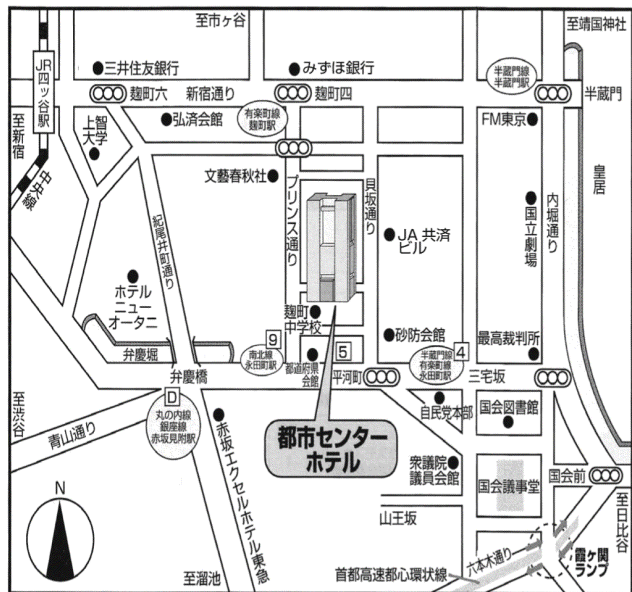 至市ヶ谷
至靖国神社
JR四ッ谷駅
三井住友銀行
みずほ銀行
半蔵門線
半蔵門駅
麹町六
新宿通り
麹町四
半蔵門
至新宿
上智
大学
弘済会館
有楽町線
麹町駅
FM東京
中央線
文藝春秋社
プリンス通り
貝坂通り
内堀通り
皇居
紀尾井町通り
JA 共済
ビル
国立劇場
ホテル
ニュー
オータニ
麹町
中学校
砂防会館
最高裁判所
弁慶堀
9
南北線
永田町駅
5
半蔵門線
有楽町線
永田町駅
4
弁慶橋
都道府県
会館
平河町
三宅坂
至渋谷
D
丸の内線
銀座線
赤坂見附駅
青山通り
赤坂エクセルホテル東急
都市センター
ホテル
自民党本部
国会図書館
衆議院
議員会館
国会議事堂
国会前
至日比谷
山王坂
N
至溜池
首都高速都心環状線
六本木通り
霞ヶ関
ランプ